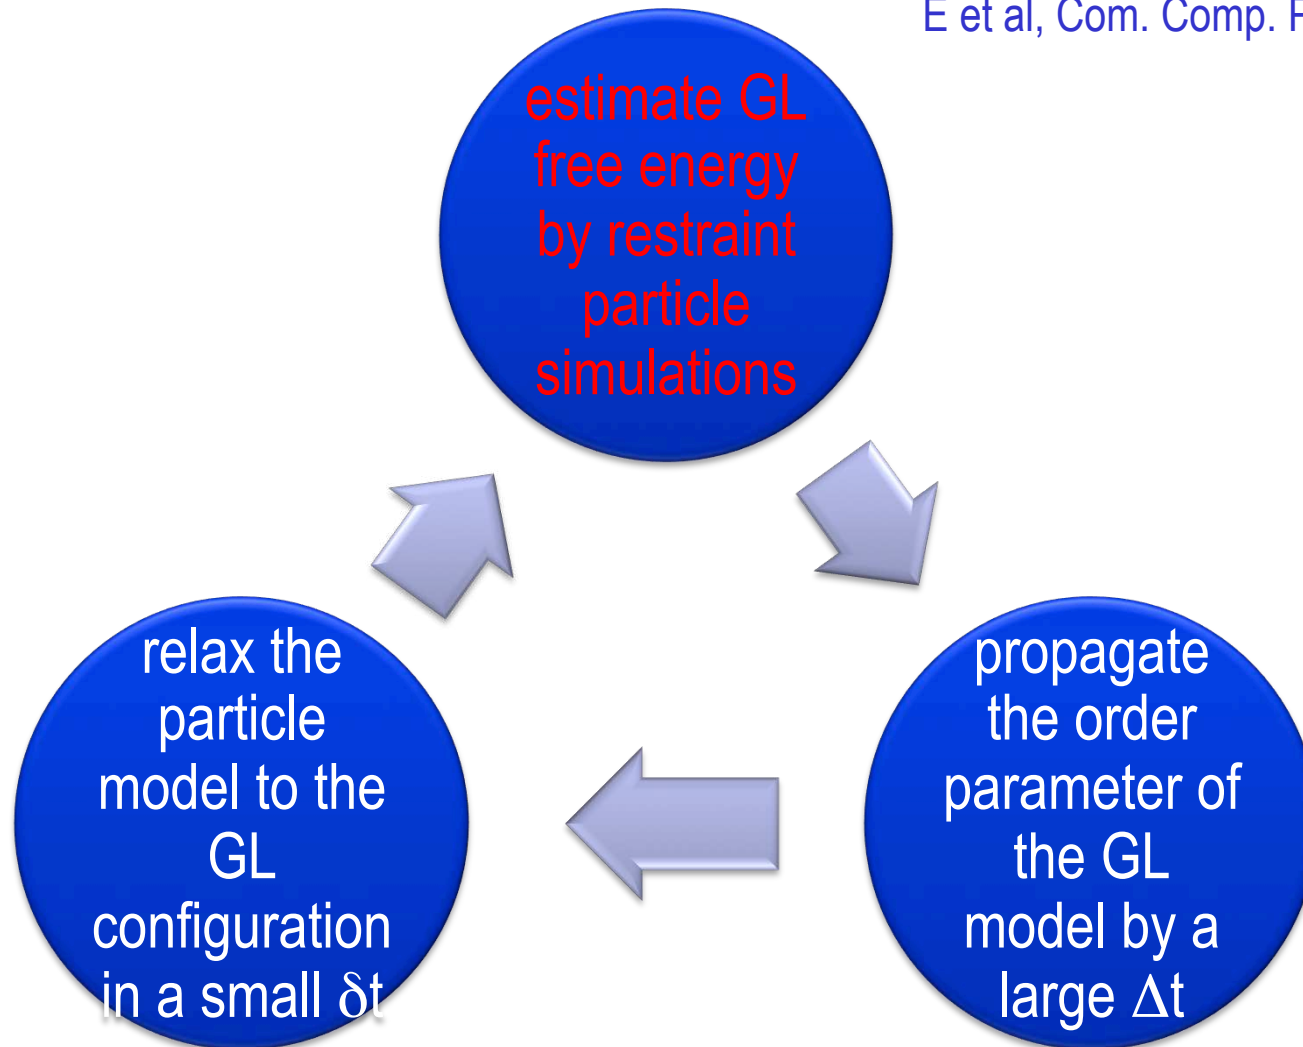 E et al, Com. Comp. P
estimate GL
free energy
by restraint
particle
simulations
relax the
particle
model to the
GL
configuration
in a small δt
propagate
the order
parameter of
the GL
model by a
large Δt